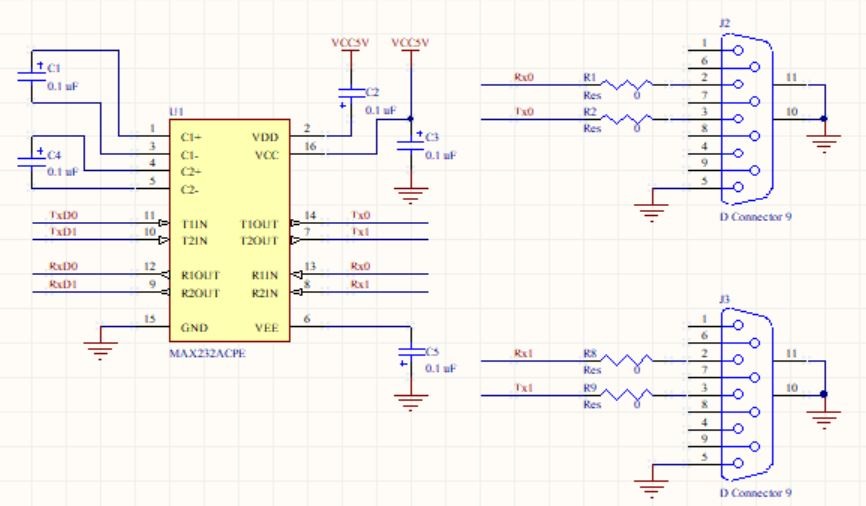 J2
VCC5V VCC5V
C1
0.1 uF
C2
0.1 uF
U1
1 C1+ VDD 2
3 C1- VCC 16
4 C2+
5 C2-
C3
0.1 uF
C4
0.1 uF
TxD0 11 T1IN T1OUT 14 Tx0
TxD1 10 T2IN T2OUT 7 Tx1
RxD0 12 R1OUT R1IN 13 Rx0
RxD1 9 R2OUT R2IN 8 Rx1
15 GND VEE 6
MAX232ACPE
C5
0.1 uF
1
6
Rx0 R1 2
Res 0
7
Tx0 R2 3
Res 0
8
4
9
5
11
10
D Connector 9
J3
1
6
Rx1 R8 2
Res 0
7
Tx1 R9 3
Res 0
8
4
9
5
11
10
D Connector 9